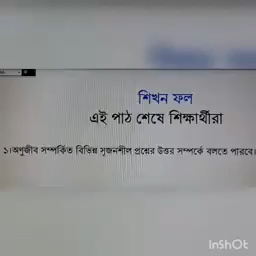 শিখন ফল
এই পাঠ শেষে শিক্ষার্থীরা
১।অণুজীব সম্পর্কিত বিভিন্ন সৃজনশীল প্রশ্নের উত্তর সম্পর্কে বলতে পারবে।
InShOt